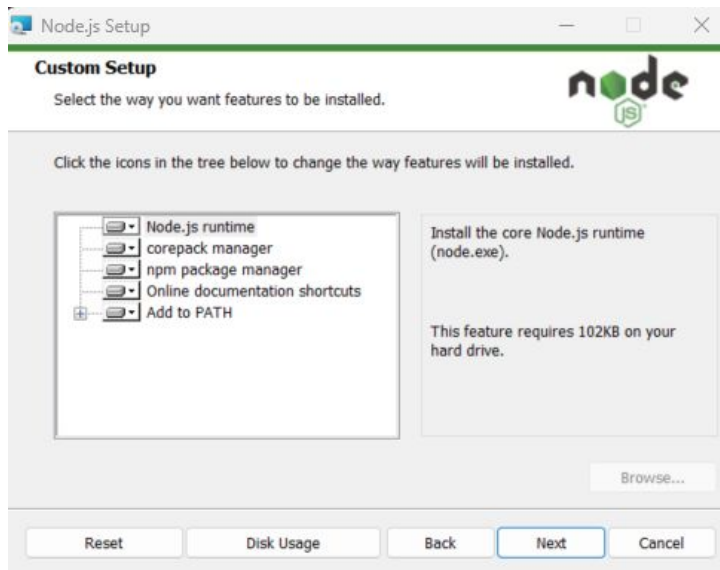 Node.js Setup
Custom Setup
Select the way you want features to be installed.
node
JS
Click the icons in the tree below to change the way features will be installed.
Node.js runtime
corepack manager
npm package manager
Online documentation shortcuts
Add to PATH
Install the core Node.js runtime
(node.exe).
This feature requires 102KB on your
hard drive.
Browse...
Reset
Disk Usage
Back
Next
Cancel